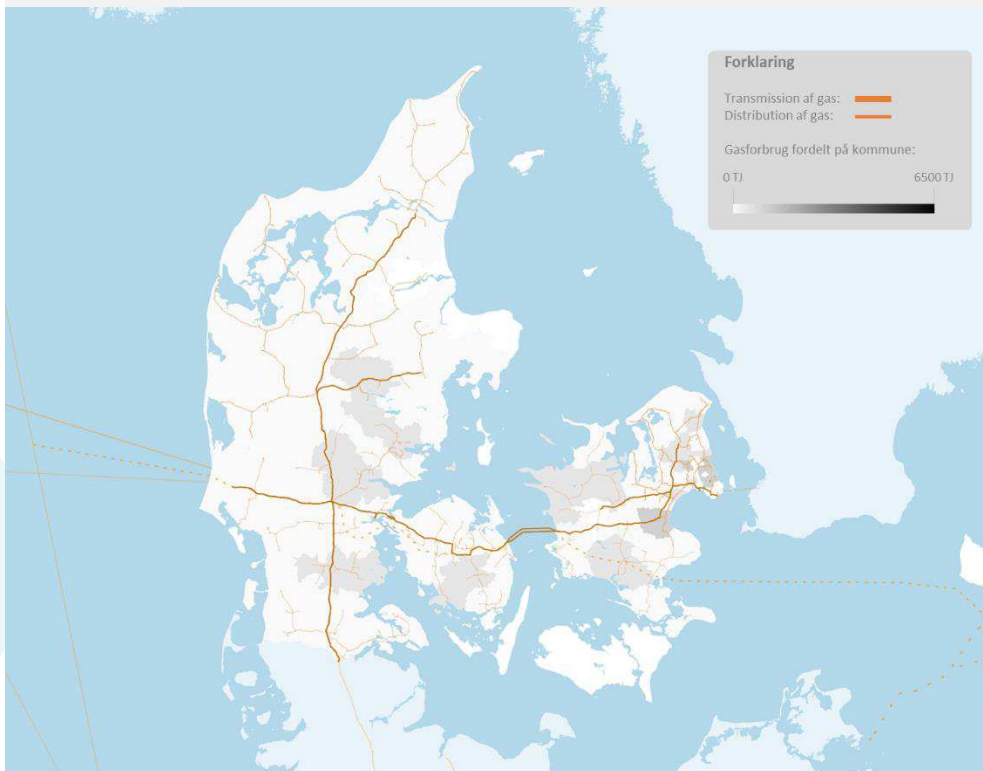 Forklaring
Transmission af gas:
Distribution af gas:
Gasforbrug fordelt på kommune:
0 TJ 6500 TJ